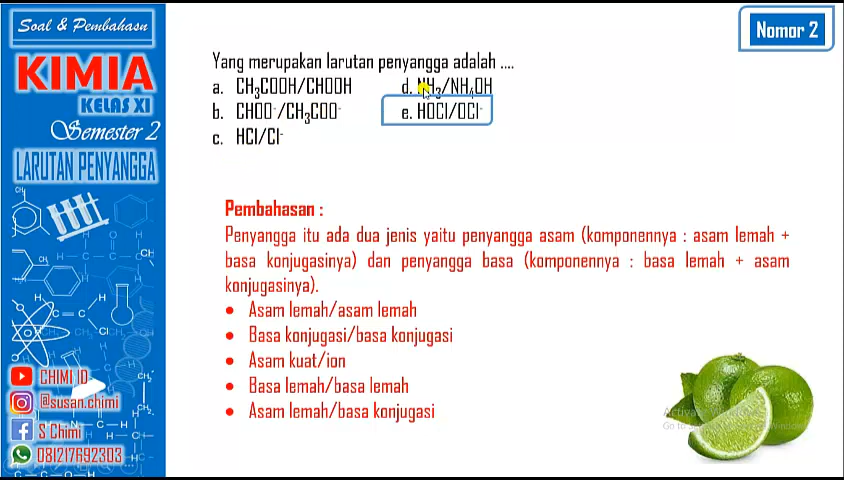 Soal & Pembahasn
KIMIA
KELAS XI
Semester 2
LARUTAN PENYANGGA
Nomor 2
Yang merupakan larutan penyangga adalah ....
a. CH₃COOH/CHOOH
b. CHOO⁻/CH₃COO⁻
c. HCl/Cl⁻
d. NH₃/NH₄OH
e. HOCl/OCl⁻
Pembahasan :
Penyangga itu ada dua jenis yaitu penyangga asam (komponennya : asam lemah +
basa konjugasinya) dan penyangga basa (komponennya : basa lemah + asam
konjugasinya).
• Asam lemah/asam lemah
• Basa konjugasi/basa konjugasi
• Asam kuat/ion
• Basa lemah/basa lemah
• Asam lemah/basa konjugasi
CHIMI ID
@susan.chimi
S Chimi
081217692303